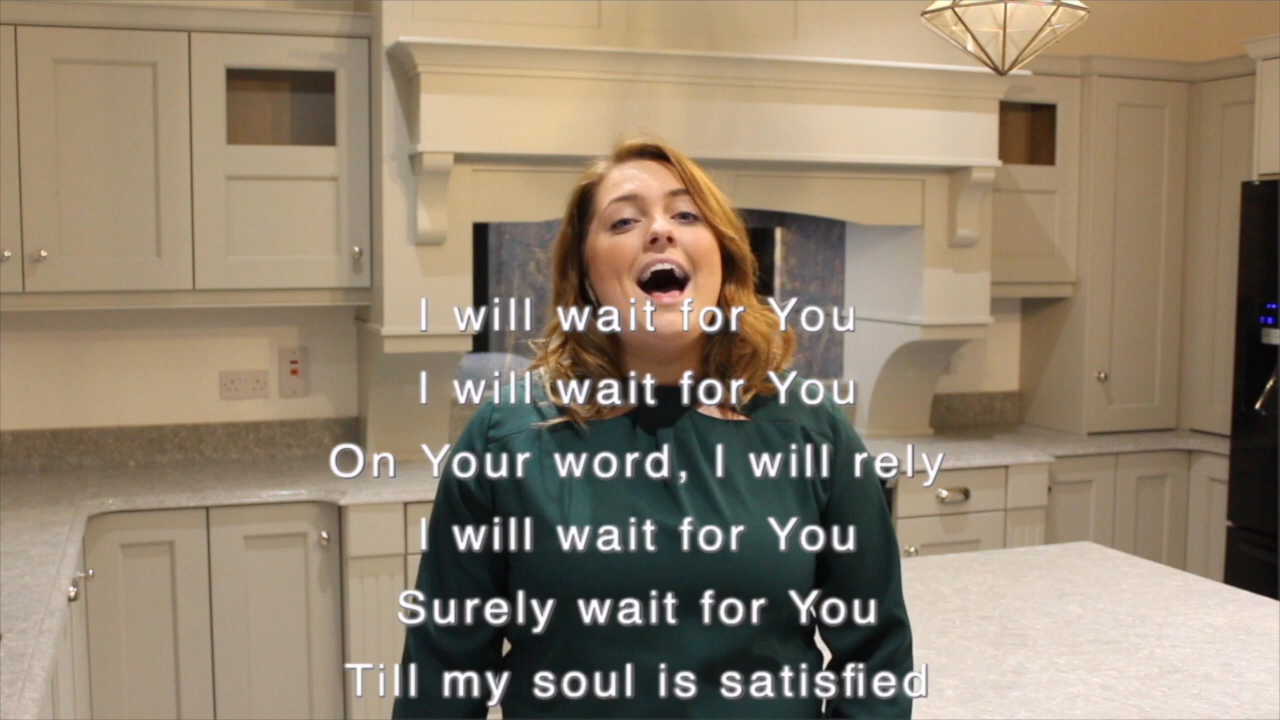 I will wait for You
I will wait for You
On Your word, I will rely
I will wait for You
Surely wait for You
Till my soul is satisfied